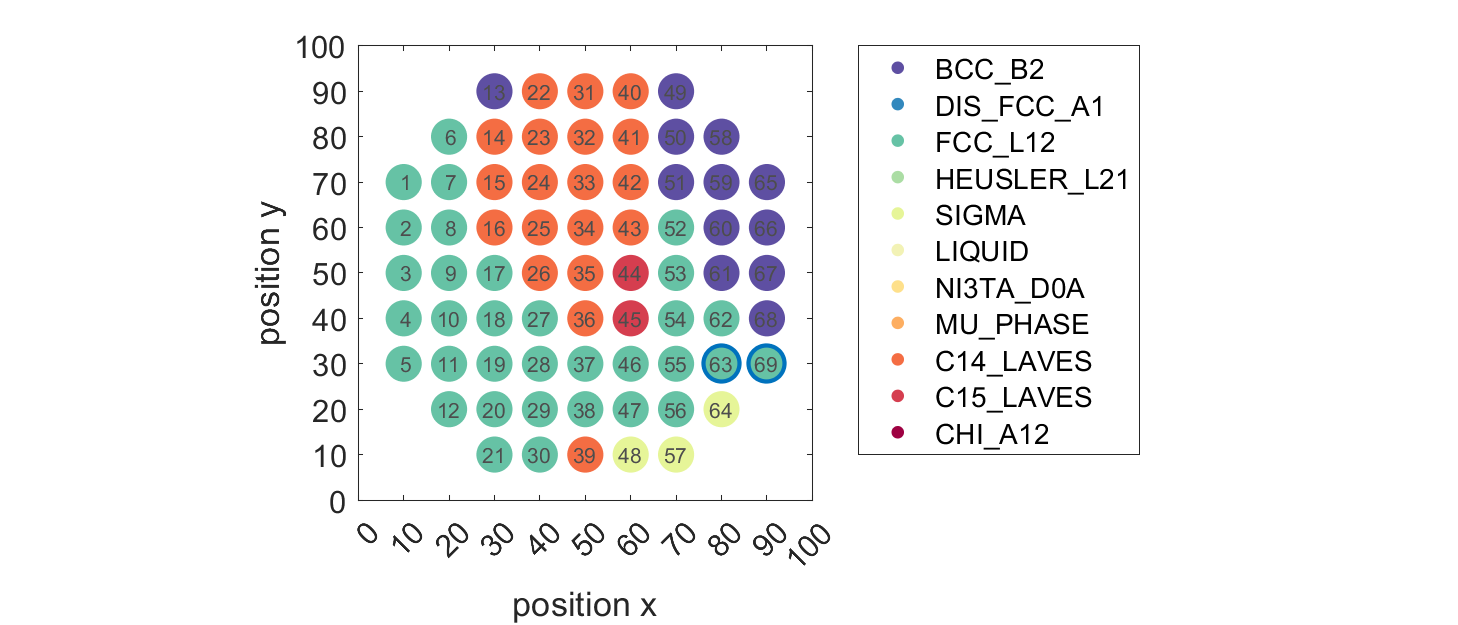 100
90
80
70
60
50
40
30
20
10
0
position y
13 22 31 40 49
6 14 23 32 41 50 58
1 7 15 24 33 42 51 59 65
2 8 16 25 34 43 52 60 66
3 9 17 26 35 44 53 61 67
4 10 18 27 36 45 54 62 68
5 11 19 28 37 46 55 63 69
12 20 29 38 47 56 64
21 30 39 48 57
0 10 20 30 40 50 60 70 80 90 100
position x
BCC_B2
DIS_FCC_A1
FCC_L12
HEUSLER_L21
SIGMA
LIQUID
NI3TA_D0A
MU_PHASE
C14_LAVES
C15_LAVES
CHI_A12